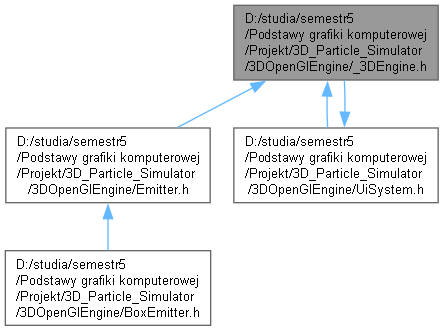 D:/studia/semestr5
/Podstawy grafiki komputerowej
/Projekt/3D_Particle_Simulator
/3DOpenGlEngine/_3DEngine.h
D:/studia/semestr5
/Podstawy grafiki komputerowej
/Projekt/3D_Particle_Simulator
/3DOpenGlEngine/Emitter.h
D:/studia/semestr5
/Podstawy grafiki komputerowej
/Projekt/3D_Particle_Simulator
/3DOpenGlEngine/UiSystem.h
D:/studia/semestr5
/Podstawy grafiki komputerowej
/Projekt/3D_Particle_Simulator
/3DOpenGlEngine/BoxEmitter.h